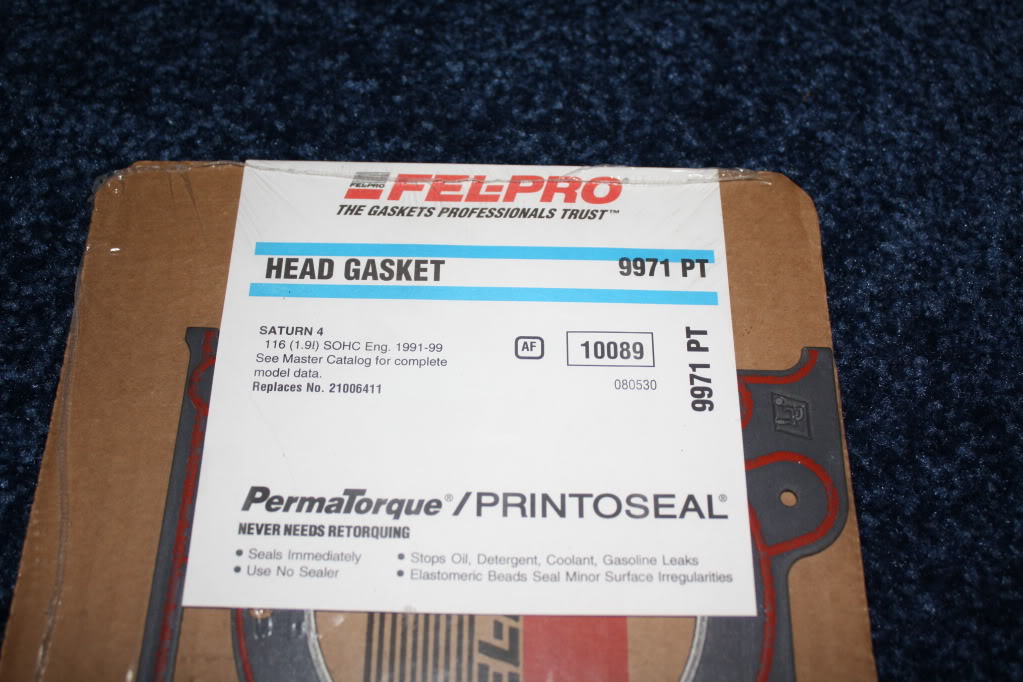 FEL-PRO
FEL-PRO®
THE GASKETS PROFESSIONALS TRUST™
HEAD GASKET 9971 PT
SATURN 4
116 (1.9l) SOHC Eng. 1991-99
See Master Catalog for complete
model data.
Replaces No. 21006411
AF 10089
080530
9971 PT
PermaTorque®/PRINTOSEAL®
NEVER NEEDS RETORQUING
• Seals Immediately
• Use No Sealer
• Stops Oil, Detergent, Coolant, Gasoline Leaks
• Elastomeric Beads Seal Minor Surface Irregularities
EL-